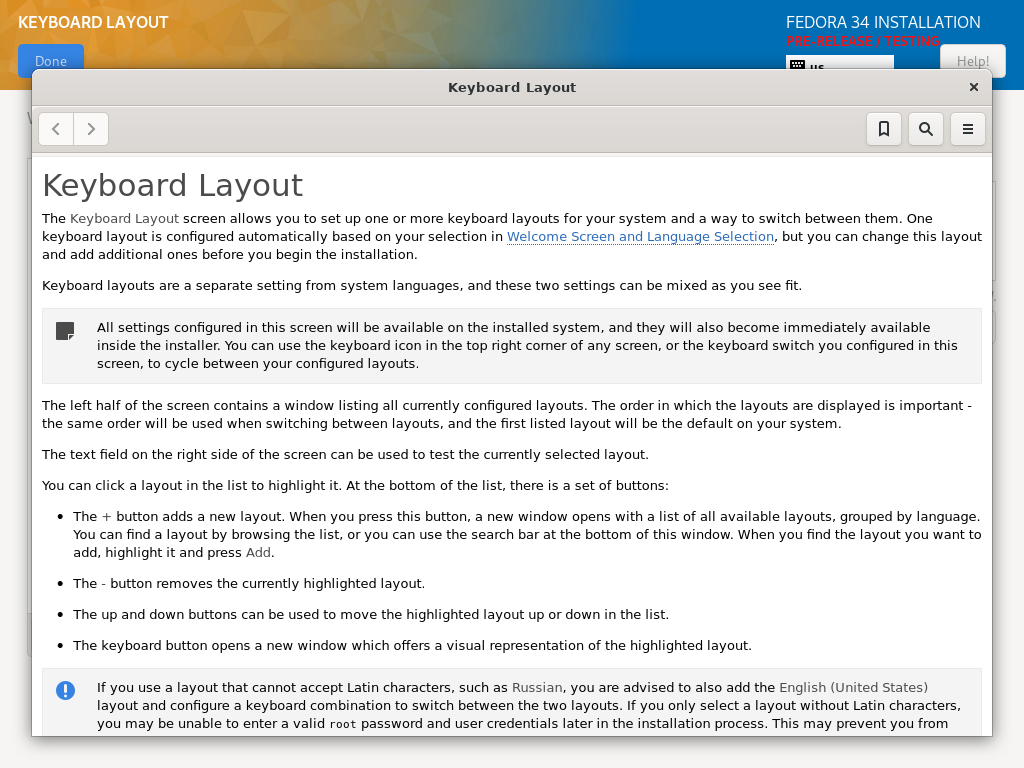 KEYBOARD LAYOUT
FEDORA 34 INSTALLATION
PRE-RELEASE / TESTING
Done
us
Help!
Keyboard Layout
Keyboard Layout
The Keyboard Layout screen allows you to set up one or more keyboard layouts for your system and a way to switch between them. One
keyboard layout is configured automatically based on your selection in Welcome Screen and Language Selection, but you can change this layout
and add additional ones before you begin the installation.
Keyboard layouts are a separate setting from system languages, and these two settings can be mixed as you see fit.
All settings configured in this screen will be available on the installed system, and they will also become immediately available
inside the installer. You can use the keyboard icon in the top right corner of any screen, or the keyboard switch you configured in this
screen, to cycle between your configured layouts.
The left half of the screen contains a window listing all currently configured layouts. The order in which the layouts are displayed is important -
the same order will be used when switching between layouts, and the first listed layout will be the default on your system.
The text field on the right side of the screen can be used to test the currently selected layout.
You can click a layout in the list to highlight it. At the bottom of the list, there is a set of buttons:
• The + button adds a new layout. When you press this button, a new window opens with a list of all available layouts, grouped by language.
You can find a layout by browsing the list, or you can use the search bar at the bottom of this window. When you find the layout you want to
add, highlight it and press Add.
• The - button removes the currently highlighted layout.
• The up and down buttons can be used to move the highlighted layout up or down in the list.
• The keyboard button opens a new window which offers a visual representation of the highlighted layout.
If you use a layout that cannot accept Latin characters, such as Russian, you are advised to also add the English (United States)
layout and configure a keyboard combination to switch between the two layouts. If you only select a layout without Latin characters,
you may be unable to enter a valid root password and user credentials later in the installation process. This may prevent you from